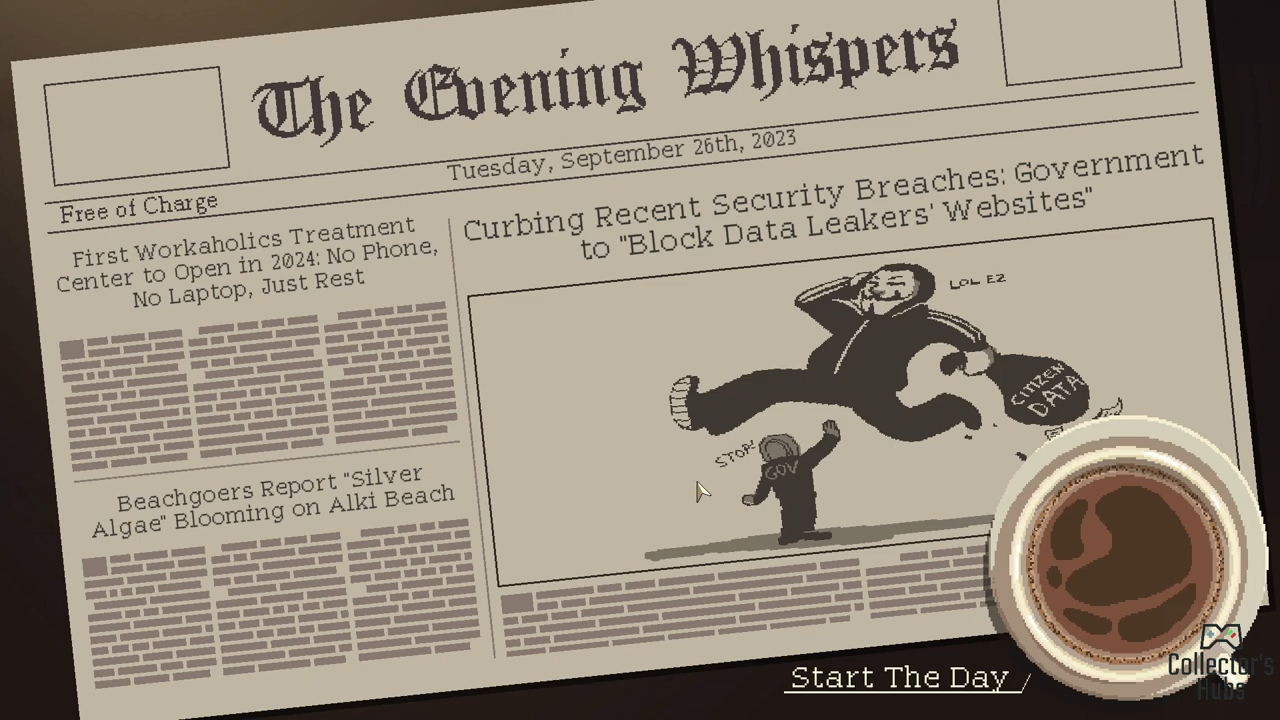 The Evening Whispers
Tuesday, September 26th, 2023
Free of Charge
First Workaholics Treatment
Center to Open in 2024: No Phone,
No Laptop, Just Rest
Beachgoers Report "Silver
Algae" Blooming on Alki Beach
Curbing Recent Security Breaches: Government
to "Block Data Leakers' Websites"
LOL EZ
CITIZEN
DATA
STOP!
GOV
Start The Day
Collector's
Hubs